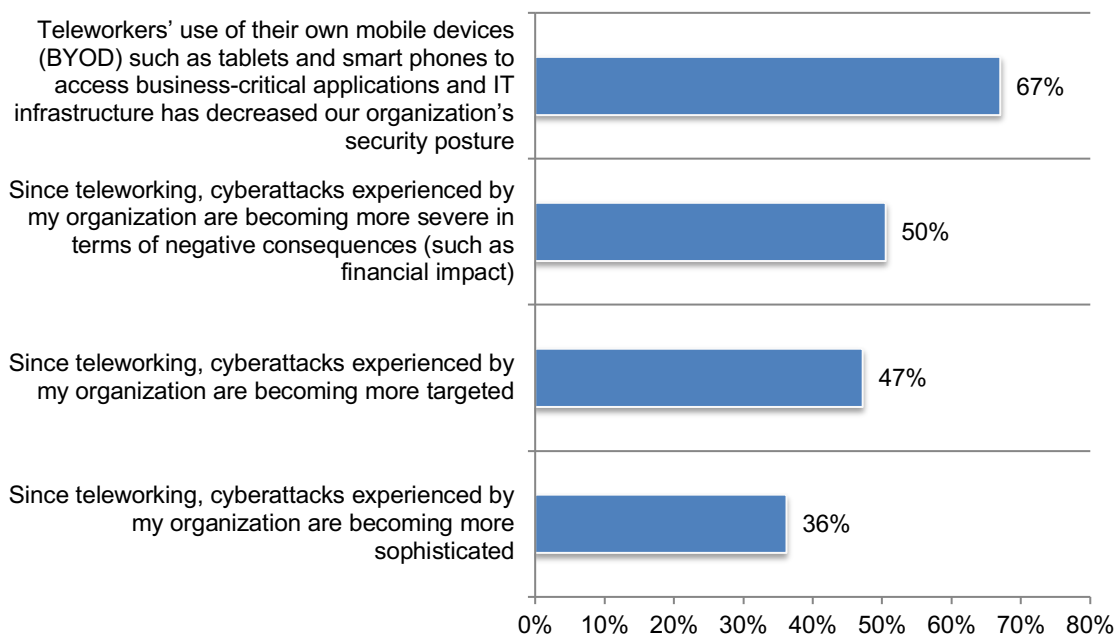 Teleworkers’ use of their own mobile devices
(BYOD) such as tablets and smart phones to
access business-critical applications and IT
infrastructure has decreased our organization’s
security posture
67%
Since teleworking, cyberattacks experienced by
my organization are becoming more severe in
terms of negative consequences (such as
financial impact)
50%
Since teleworking, cyberattacks experienced by
my organization are becoming more targeted
47%
Since teleworking, cyberattacks experienced by
my organization are becoming more
sophisticated
36%
0% 10% 20% 30% 40% 50% 60% 70% 80%